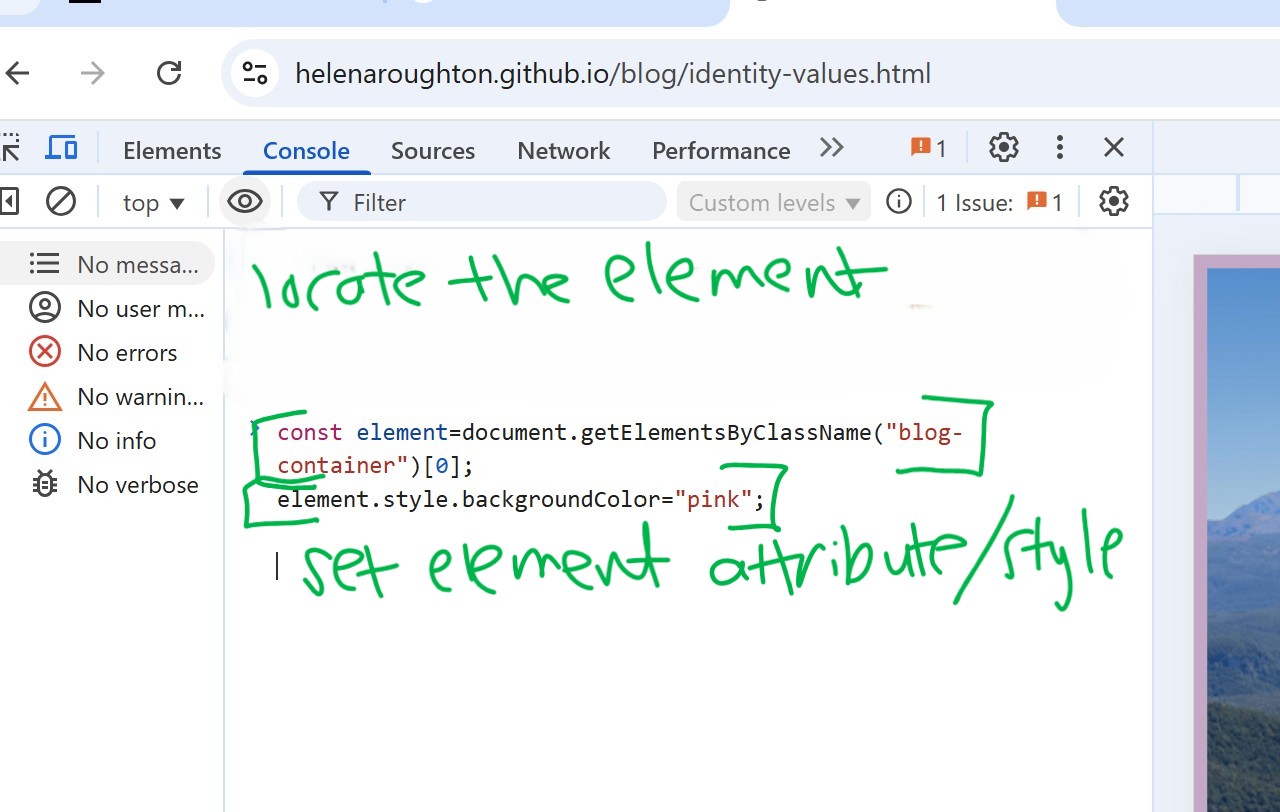 helenaroughton.github.io/blog/identity-values.html
Elements Console Sources Network Performance 1
top Filter Custom levels 1 Issue: 1
No messa...
No user m...
No errors
No warnin...
No info
No verbose
locate the element
const element=document.getElementsByClassName("blog-
container")[0];
element.style.backgroundColor="pink";
set element attribute/style